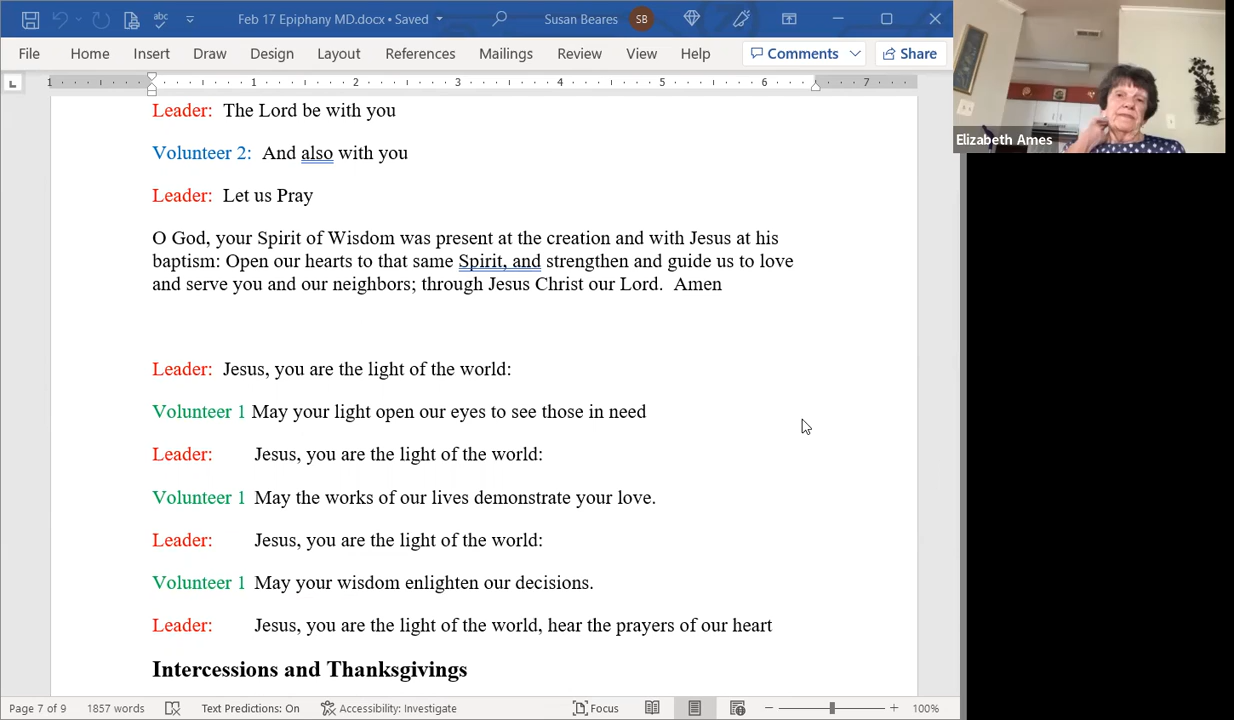 Feb 17 Epiphany MD.docx • Saved
Susan Beares
SB
File Home Insert Draw Design Layout References Mailings Review View Help Comments Share
1 1 2 3 4 5 6 7
Leader: The Lord be with you
Volunteer 2: And also with you
Leader: Let us Pray
O God, your Spirit of Wisdom was present at the creation and with Jesus at his
baptism: Open our hearts to that same Spirit, and strengthen and guide us to love
and serve you and our neighbors; through Jesus Christ our Lord. Amen
Leader: Jesus, you are the light of the world:
Volunteer 1 May your light open our eyes to see those in need
Leader: Jesus, you are the light of the world:
Volunteer 1 May the works of our lives demonstrate your love.
Leader: Jesus, you are the light of the world:
Volunteer 1 May your wisdom enlighten our decisions.
Leader: Jesus, you are the light of the world, hear the prayers of our heart
Intercessions and Thanksgivings
Page 7 of 9 1857 words Text Predictions: On Accessibility: Investigate Focus 100%
Elizabeth Ames